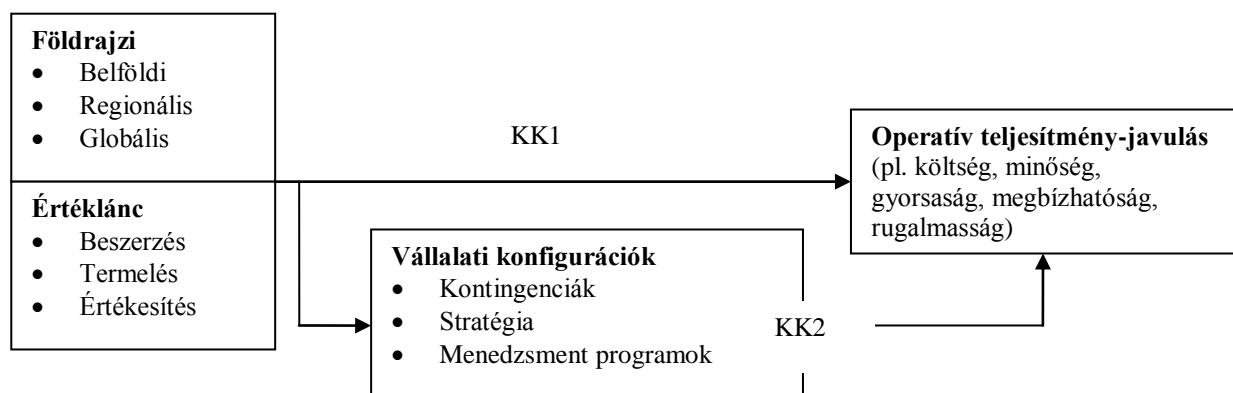 Földrajzi
• Belföldi
• Regionális
• Globális
Értéklánc
• Beszerzés
• Termelés
• Értékesítés
KK1
Vállalati konfigurációk
• Kontingenciák
• Stratégia
• Menedzsment programok
KK2
Operatív teljesítmény-javulás
(pl. költség, minőség,
gyorsaság, megbízhatóság,
rugalmasság)